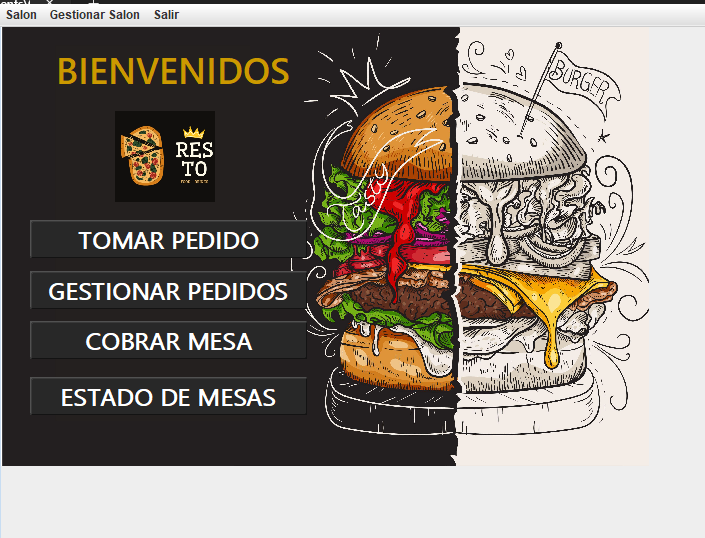 Salon Gestionar Salon Salir
BIENVENIDOS
RES
TO
BURGER
Tasty
TOMAR PEDIDO
GESTIONAR PEDIDOS
COBRAR MESA
ESTADO DE MESAS